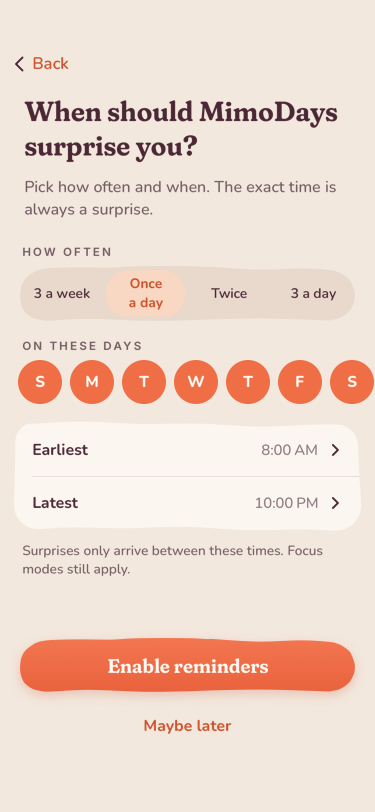 Back
When should MimoDays
surprise you?
Pick how often and when. The exact time is
always a surprise.
HOW OFTEN
3 a week Once a day Twice 3 a day
ON THESE DAYS
S M T W T F S
Earliest 8:00 AM
Latest 10:00 PM
Surprises only arrive between these times. Focus
modes still apply.
Enable reminders
Maybe later